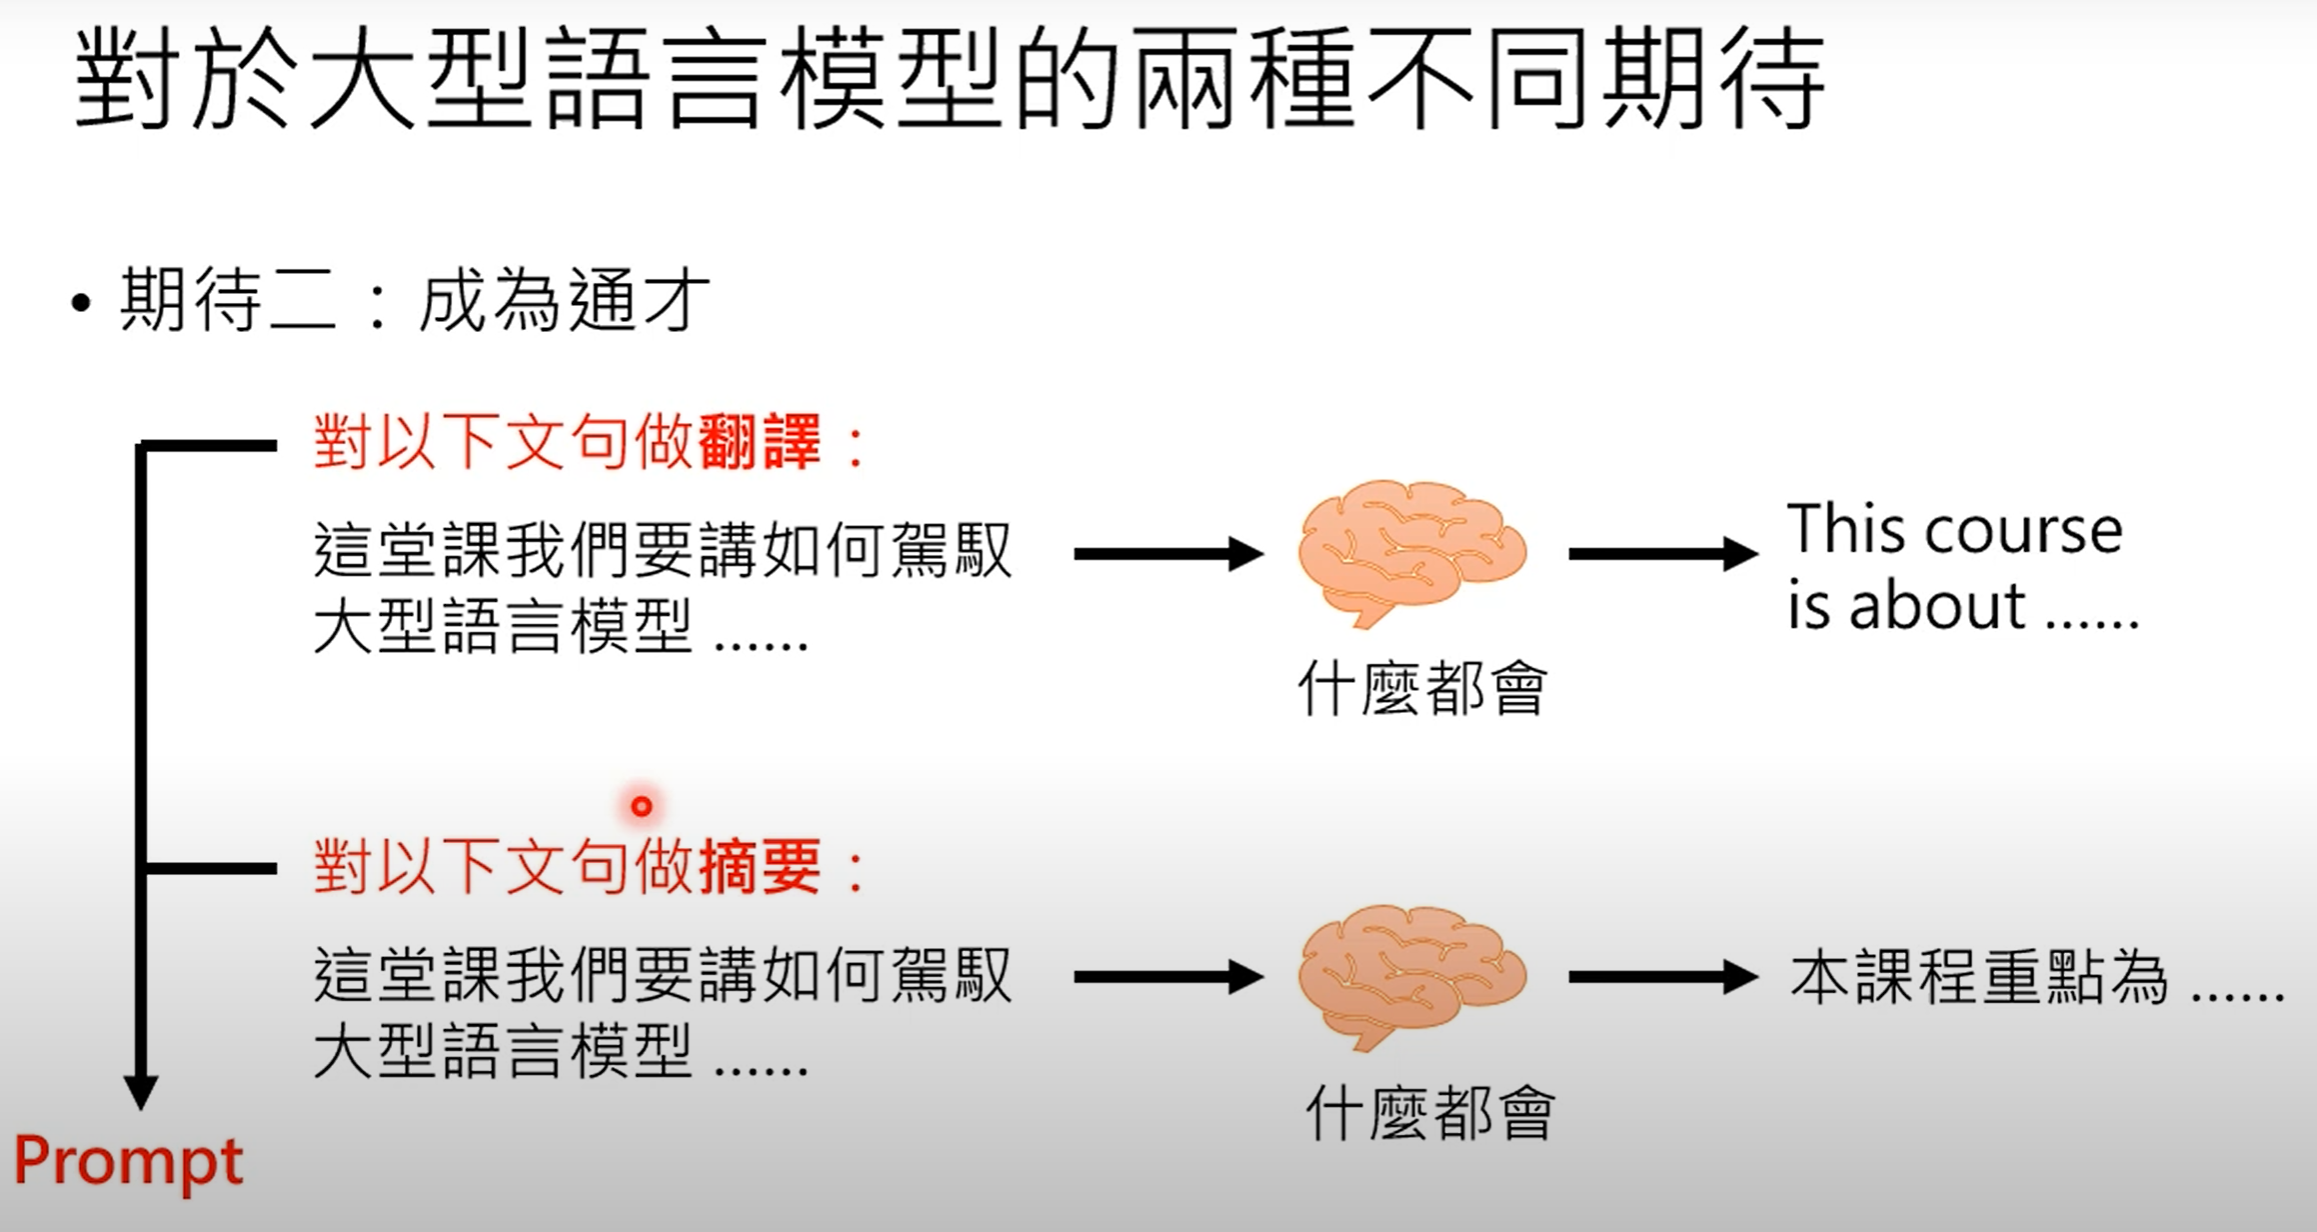 對於大型語言模型的兩種不同期待
• 期待二：成為通才
對以下文句做翻譯：
這堂課我們要講如何駕馭
大型語言模型 ......
什麼都會
This course
is about ......
對以下文句做摘要：
這堂課我們要講如何駕馭
大型語言模型 ......
什麼都會
本課程重點為 ......
Prompt